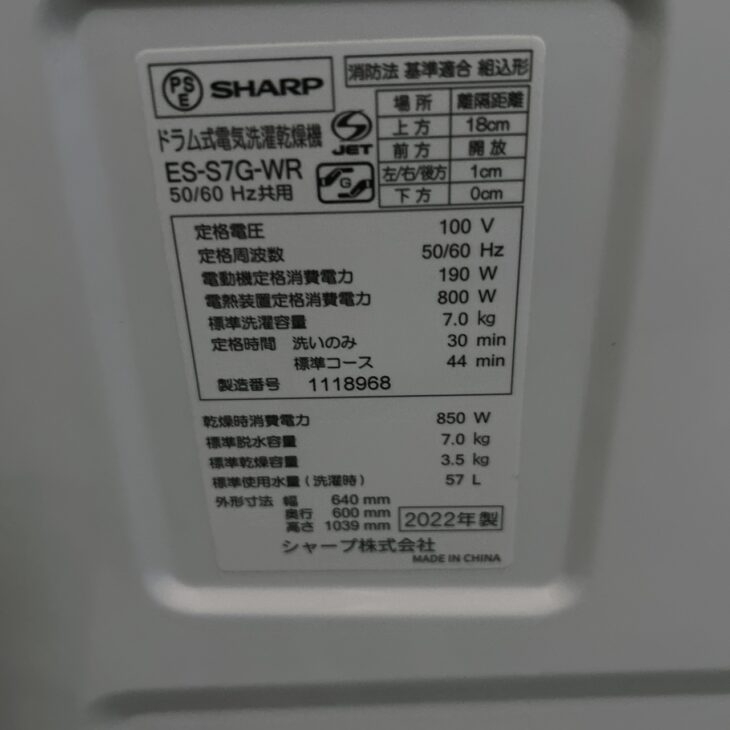 PS E SHARP
消防法 基準適合 組込形
ドラム式電気洗濯乾燥機
JET
ES-S7G-WR
50/60 Hz共用
G
場所 離隔距離
上方 18cm
前方 開放
左/右/後方 1cm
下方 0cm
定格電圧 100 V
定格周波数 50/60 Hz
電動機定格消費電力 190 W
電熱装置定格消費電力 800 W
標準洗濯容量 7.0 kg
定格時間 洗いのみ 30 min
標準コース 44 min
製造番号 1118968
乾燥時消費電力 850 W
標準脱水容量 7.0 kg
標準乾燥容量 3.5 kg
標準使用水量(洗濯時) 57 L
外形寸法 幅 640 mm
奥行 600 mm
高さ 1039 mm 2022年製
シャープ株式会社
MADE IN CHINA